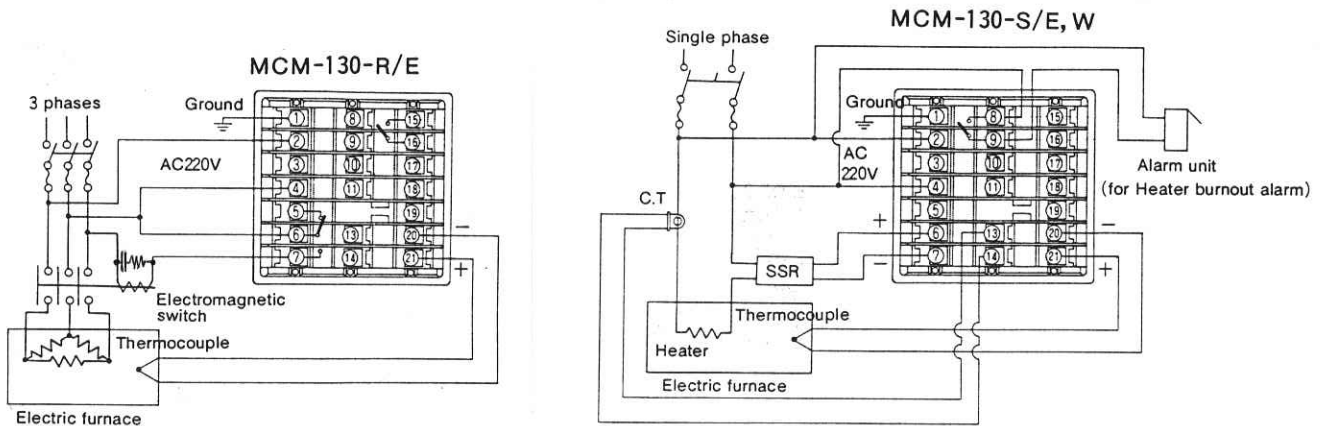 MCM-130-R/E
3 phases
Ground
AC220V
1 8 15
2 9 16
3 10 17
4 11 18
5 19
6 13 20
7 14 21
−
+
Electromagnetic
switch
Thermocouple
Electric furnace
MCM-130-S/E, W
Single phase
Ground
AC
220V
C.T
1 8 15
2 9 16
3 10 17
4 11 18
5 19
6 13 20
7 14 21
+
−
−
+
SSR
Alarm unit
(for Heater burnout alarm)
Thermocouple
Heater
Electric furnace